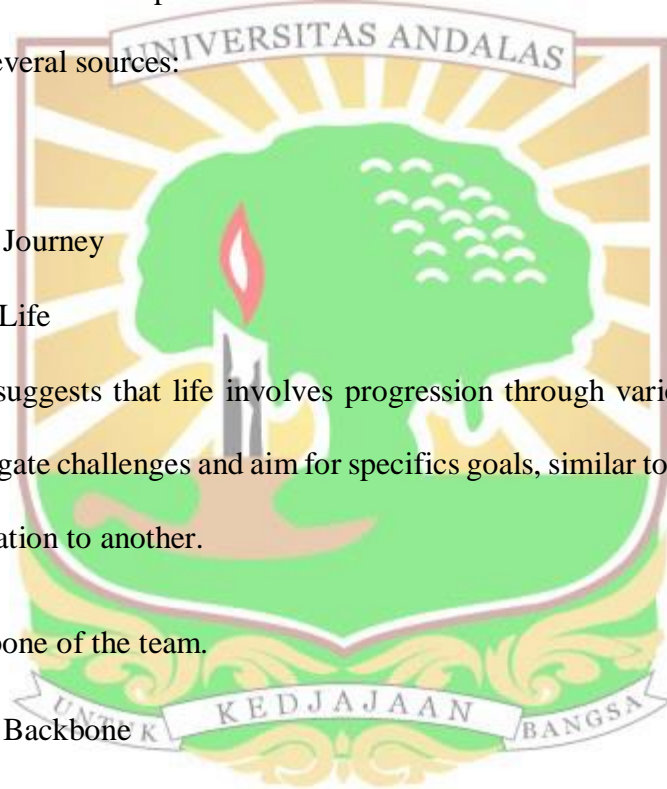 UNIVERSITAS ANDALAS
everal sources:
Journey
Life
suggests that life involves progression through
gate challenges and aim for specifics goals, similar to
ation to another.
one of the team.
UNTUK KEDJAJAAN BANGSA
Backbone